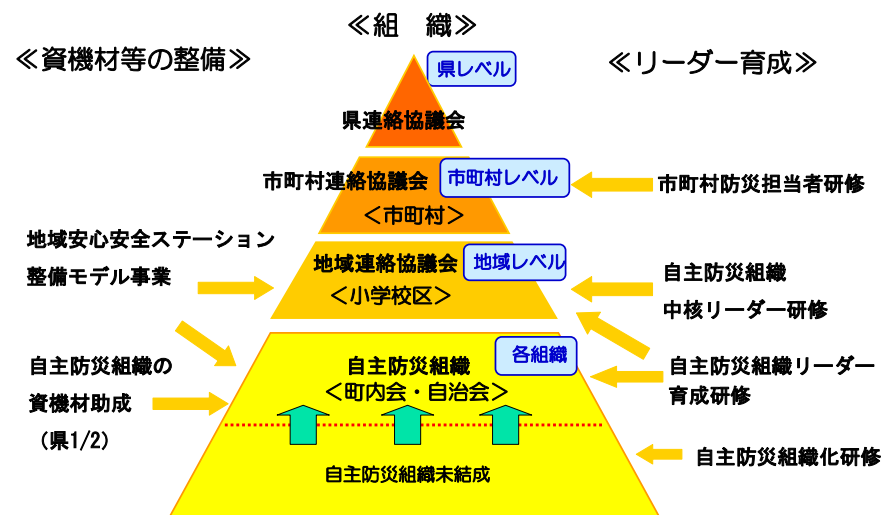 ≪組　織≫
≪資機材等の整備≫
≪リーダー育成≫
県レベル
県連絡協議会
市町村連絡協議会
市町村レベル
＜市町村＞
市町村防災担当者研修
地域安心安全ステーション
整備モデル事業
地域連絡協議会
地域レベル
＜小学校区＞
自主防災組織
中核リーダー研修
自主防災組織の
資機材助成
（県1/2）
自主防災組織
各組織
＜町内会・自治会＞
自主防災組織リーダー
育成研修
自主防災組織未結成
自主防災組織化研修